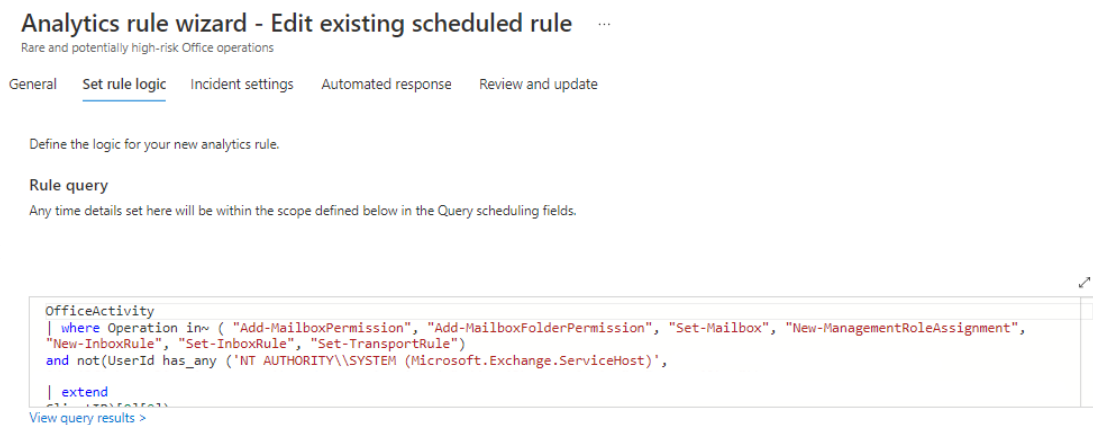 Analytics rule wizard - Edit existing scheduled rule ...
Rare and potentially high-risk Office operations
General Set rule logic Incident settings Automated response Review and update
Define the logic for your new analytics rule.
Rule query
Any time details set here will be within the scope defined below in the Query scheduling fields.
OfficeActivity
| where Operation in~ ( "Add-MailboxPermission", "Add-MailboxFolderPermission", "Set-Mailbox", "New-ManagementRoleAssignment",
"New-InboxRule", "Set-InboxRule", "Set-TransportRule")
and not(UserId has_any ('NT AUTHORITY\\SYSTEM (Microsoft.Exchange.ServiceHost)',
| extend
View query results >